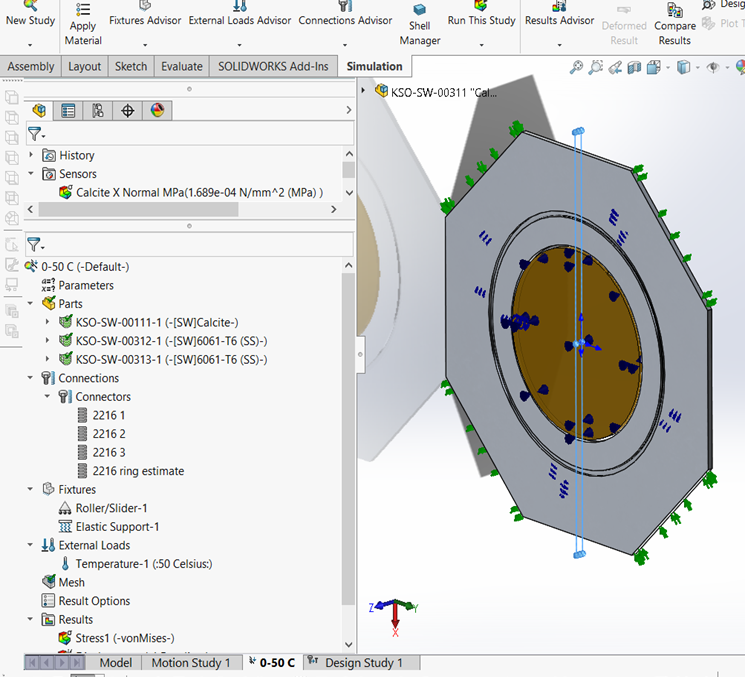 New Study
Apply Material
Fixtures Advisor
External Loads Advisor
Connections Advisor
Shell Manager
Run This Study
Results Advisor
Deformed Result
Compare Results
Desig
Plot T
Assembly
Layout
Sketch
Evaluate
SOLIDWORKS Add-Ins
Simulation
KSO-SW-00311 "Cal...
History
Sensors
Calcite X Normal MPa(1.689e-04 N/mm^2 (MPa) )
0-50 C (-Default-)
Parameters
Parts
KSO-SW-00111-1 (-[SW]Calcite-)
KSO-SW-00312-1 (-[SW]6061-T6 (SS)-)
KSO-SW-00313-1 (-[SW]6061-T6 (SS)-)
Connections
Connectors
2216 1
2216 2
2216 3
2216 ring estimate
Fixtures
Roller/Slider-1
Elastic Support-1
External Loads
Temperature-1 (:50 Celsius:)
Mesh
Result Options
Results
Stress1 (-vonMises-)
Z
Y
X
Model
Motion Study 1
0-50 C
Design Study 1